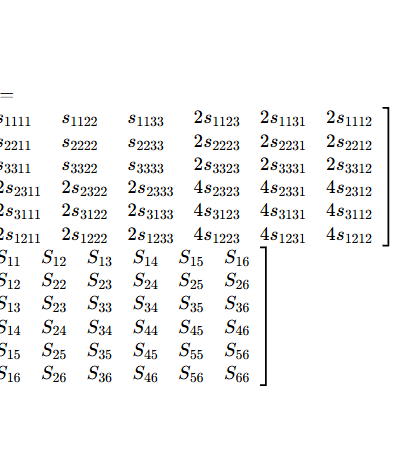 =
s1111 s1122 s1133 2s1123 2s1131 2s1112
s2211 s2222 s2233 2s2223 2s2231 2s2212
s3311 s3322 s3333 2s3323 2s3331 2s3312
2s2311 2s2322 2s2333 4s2323 4s2331 4s2312
2s3111 2s3122 2s3133 4s3123 4s3131 4s3112
2s1211 2s1222 2s1233 4s1223 4s1231 4s1212
S11 S12 S13 S14 S15 S16
S12 S22 S23 S24 S25 S26
S13 S23 S33 S34 S35 S36
S14 S24 S34 S44 S45 S46
S15 S25 S35 S45 S55 S56
S16 S26 S36 S46 S56 S66